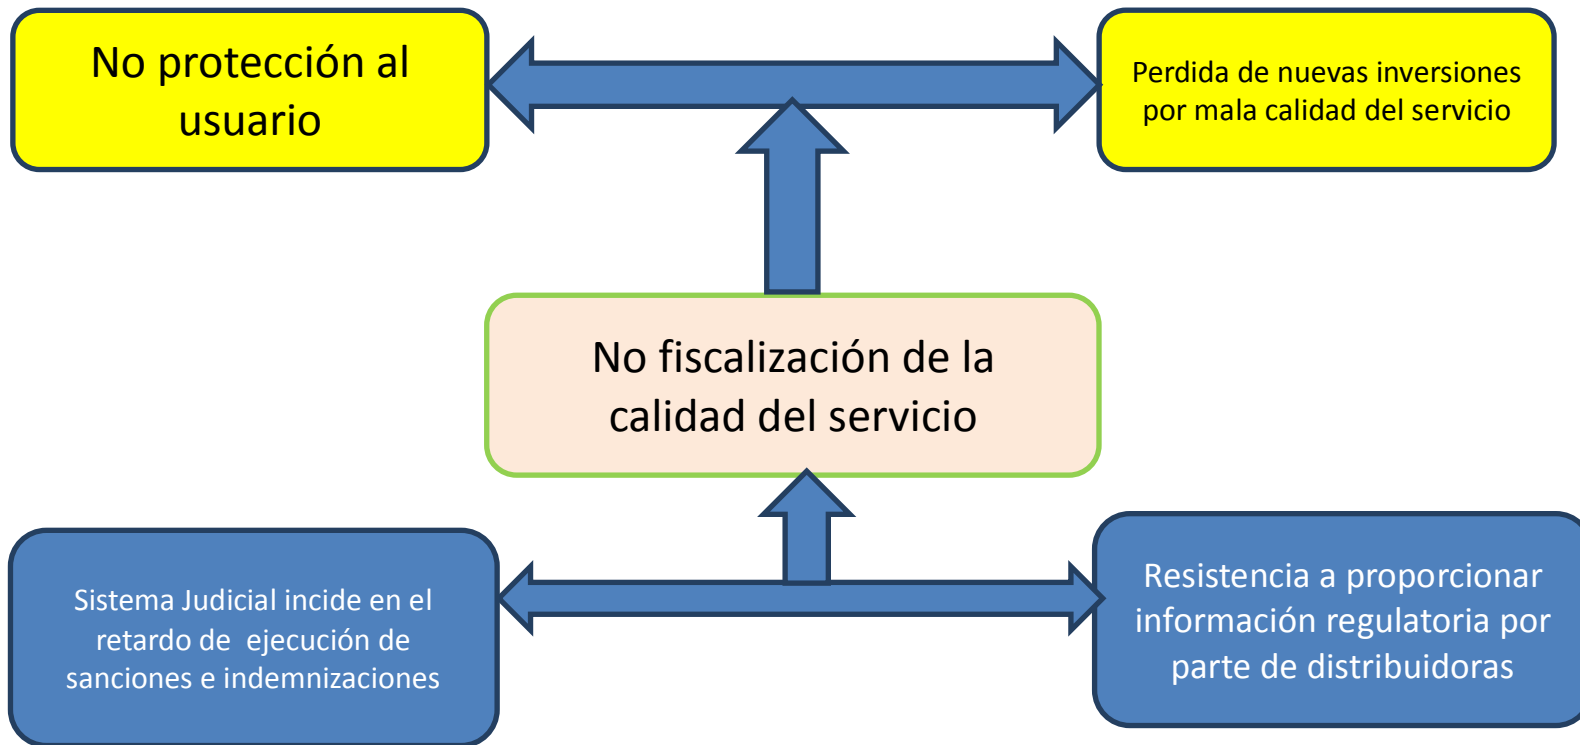 No protección al
usuario
Perdida de nuevas inversiones
por mala calidad del servicio
No fiscalización de la
calidad del servicio
Sistema Judicial incide en el
retardo de ejecución de
sanciones e indemnizaciones
Resistencia a proporcionar
información regulatoria por
parte de distribuidoras